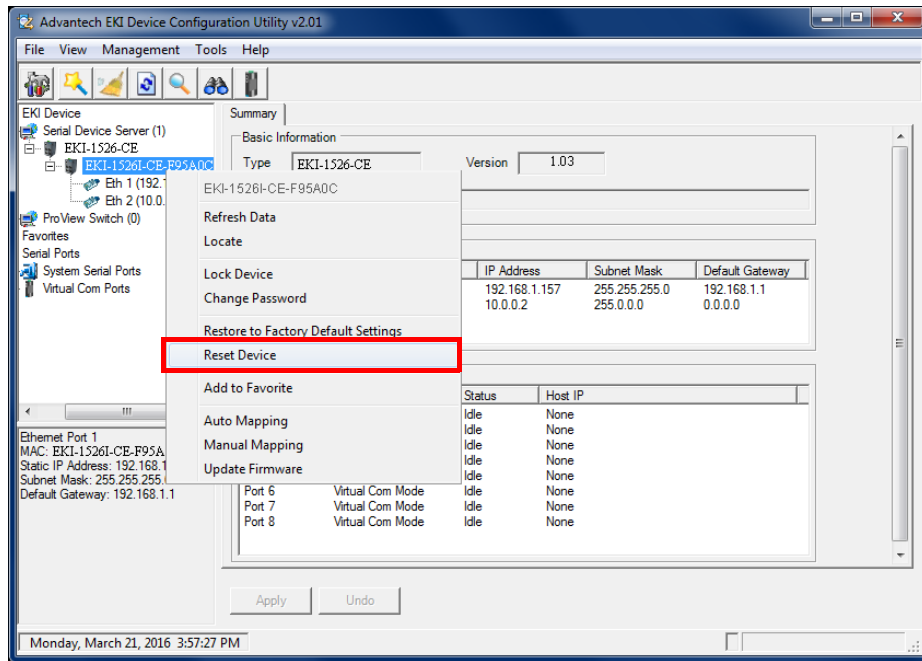 Advantech EKI Device Configuration Utility v2.01
File View Management Tools Help
EKI Device
Serial Device Server (1)
EKI-1526-CE
EKI-1526I-CE-F95A0C
Eth 1 (192.1
Eth 2 (10.0.
ProView Switch (0)
Favorites
Serial Ports
System Serial Ports
Virtual Com Ports
Ethernet Port 1
MAC: EKI-1526I-CE-F95A
Static IP Address: 192.168.1
Subnet Mask: 255.255.255.
Default Gateway: 192.168.1.1
EKI-1526I-CE-F95A0C
Refresh Data
Locate
Lock Device
Change Password
Restore to Factory Default Settings
Reset Device
Add to Favorite
Auto Mapping
Manual Mapping
Update Firmware
Summary
Basic Information
Type EKI-1526-CE Version 1.03
IP Address Subnet Mask Default Gateway
192.168.1.157 255.255.255.0 192.168.1.1
10.0.0.2 255.0.0.0 0.0.0.0
Status Host IP
Idle None
Idle None
Idle None
Idle None
Idle None
Port 6 Virtual Com Mode Idle None
Port 7 Virtual Com Mode Idle None
Port 8 Virtual Com Mode Idle None
Apply Undo
Monday, March 21, 2016 3:57:27 PM